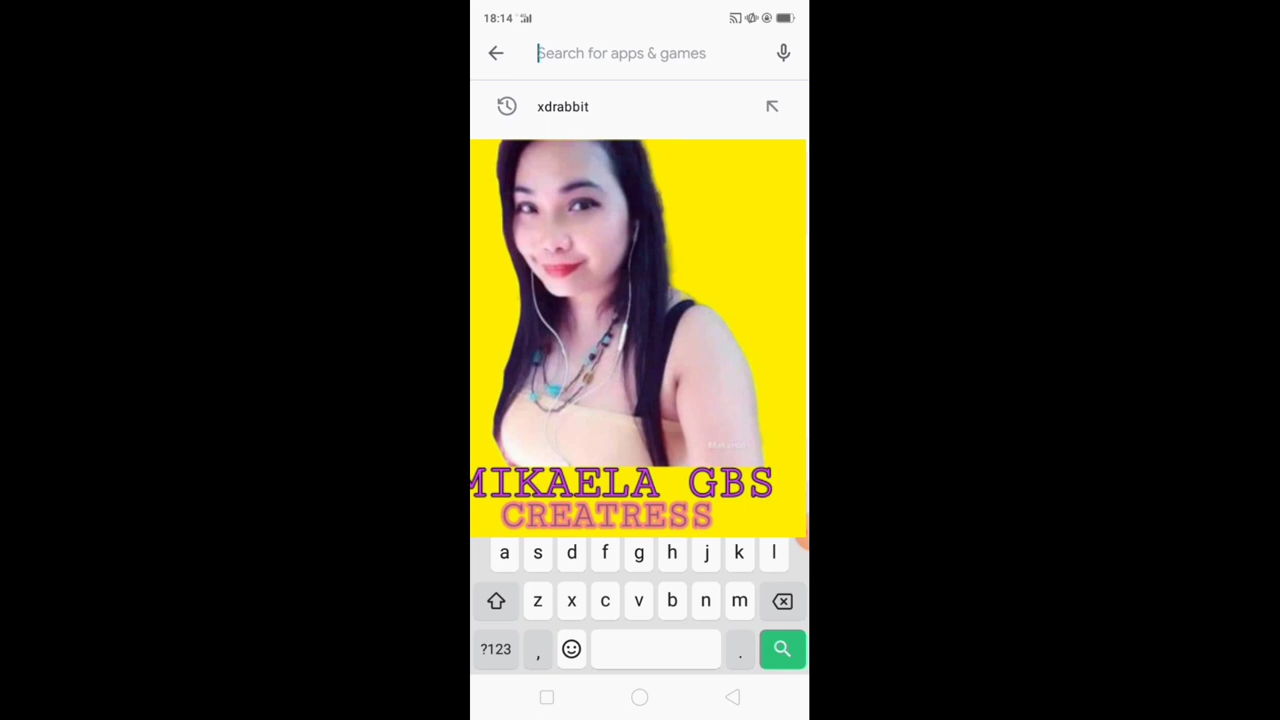 18:14
Search for apps & games
xdrabbit
MIKAELA GBS
CREATRESS
a s d f g h j k l
z x c v b n m
?123 , .